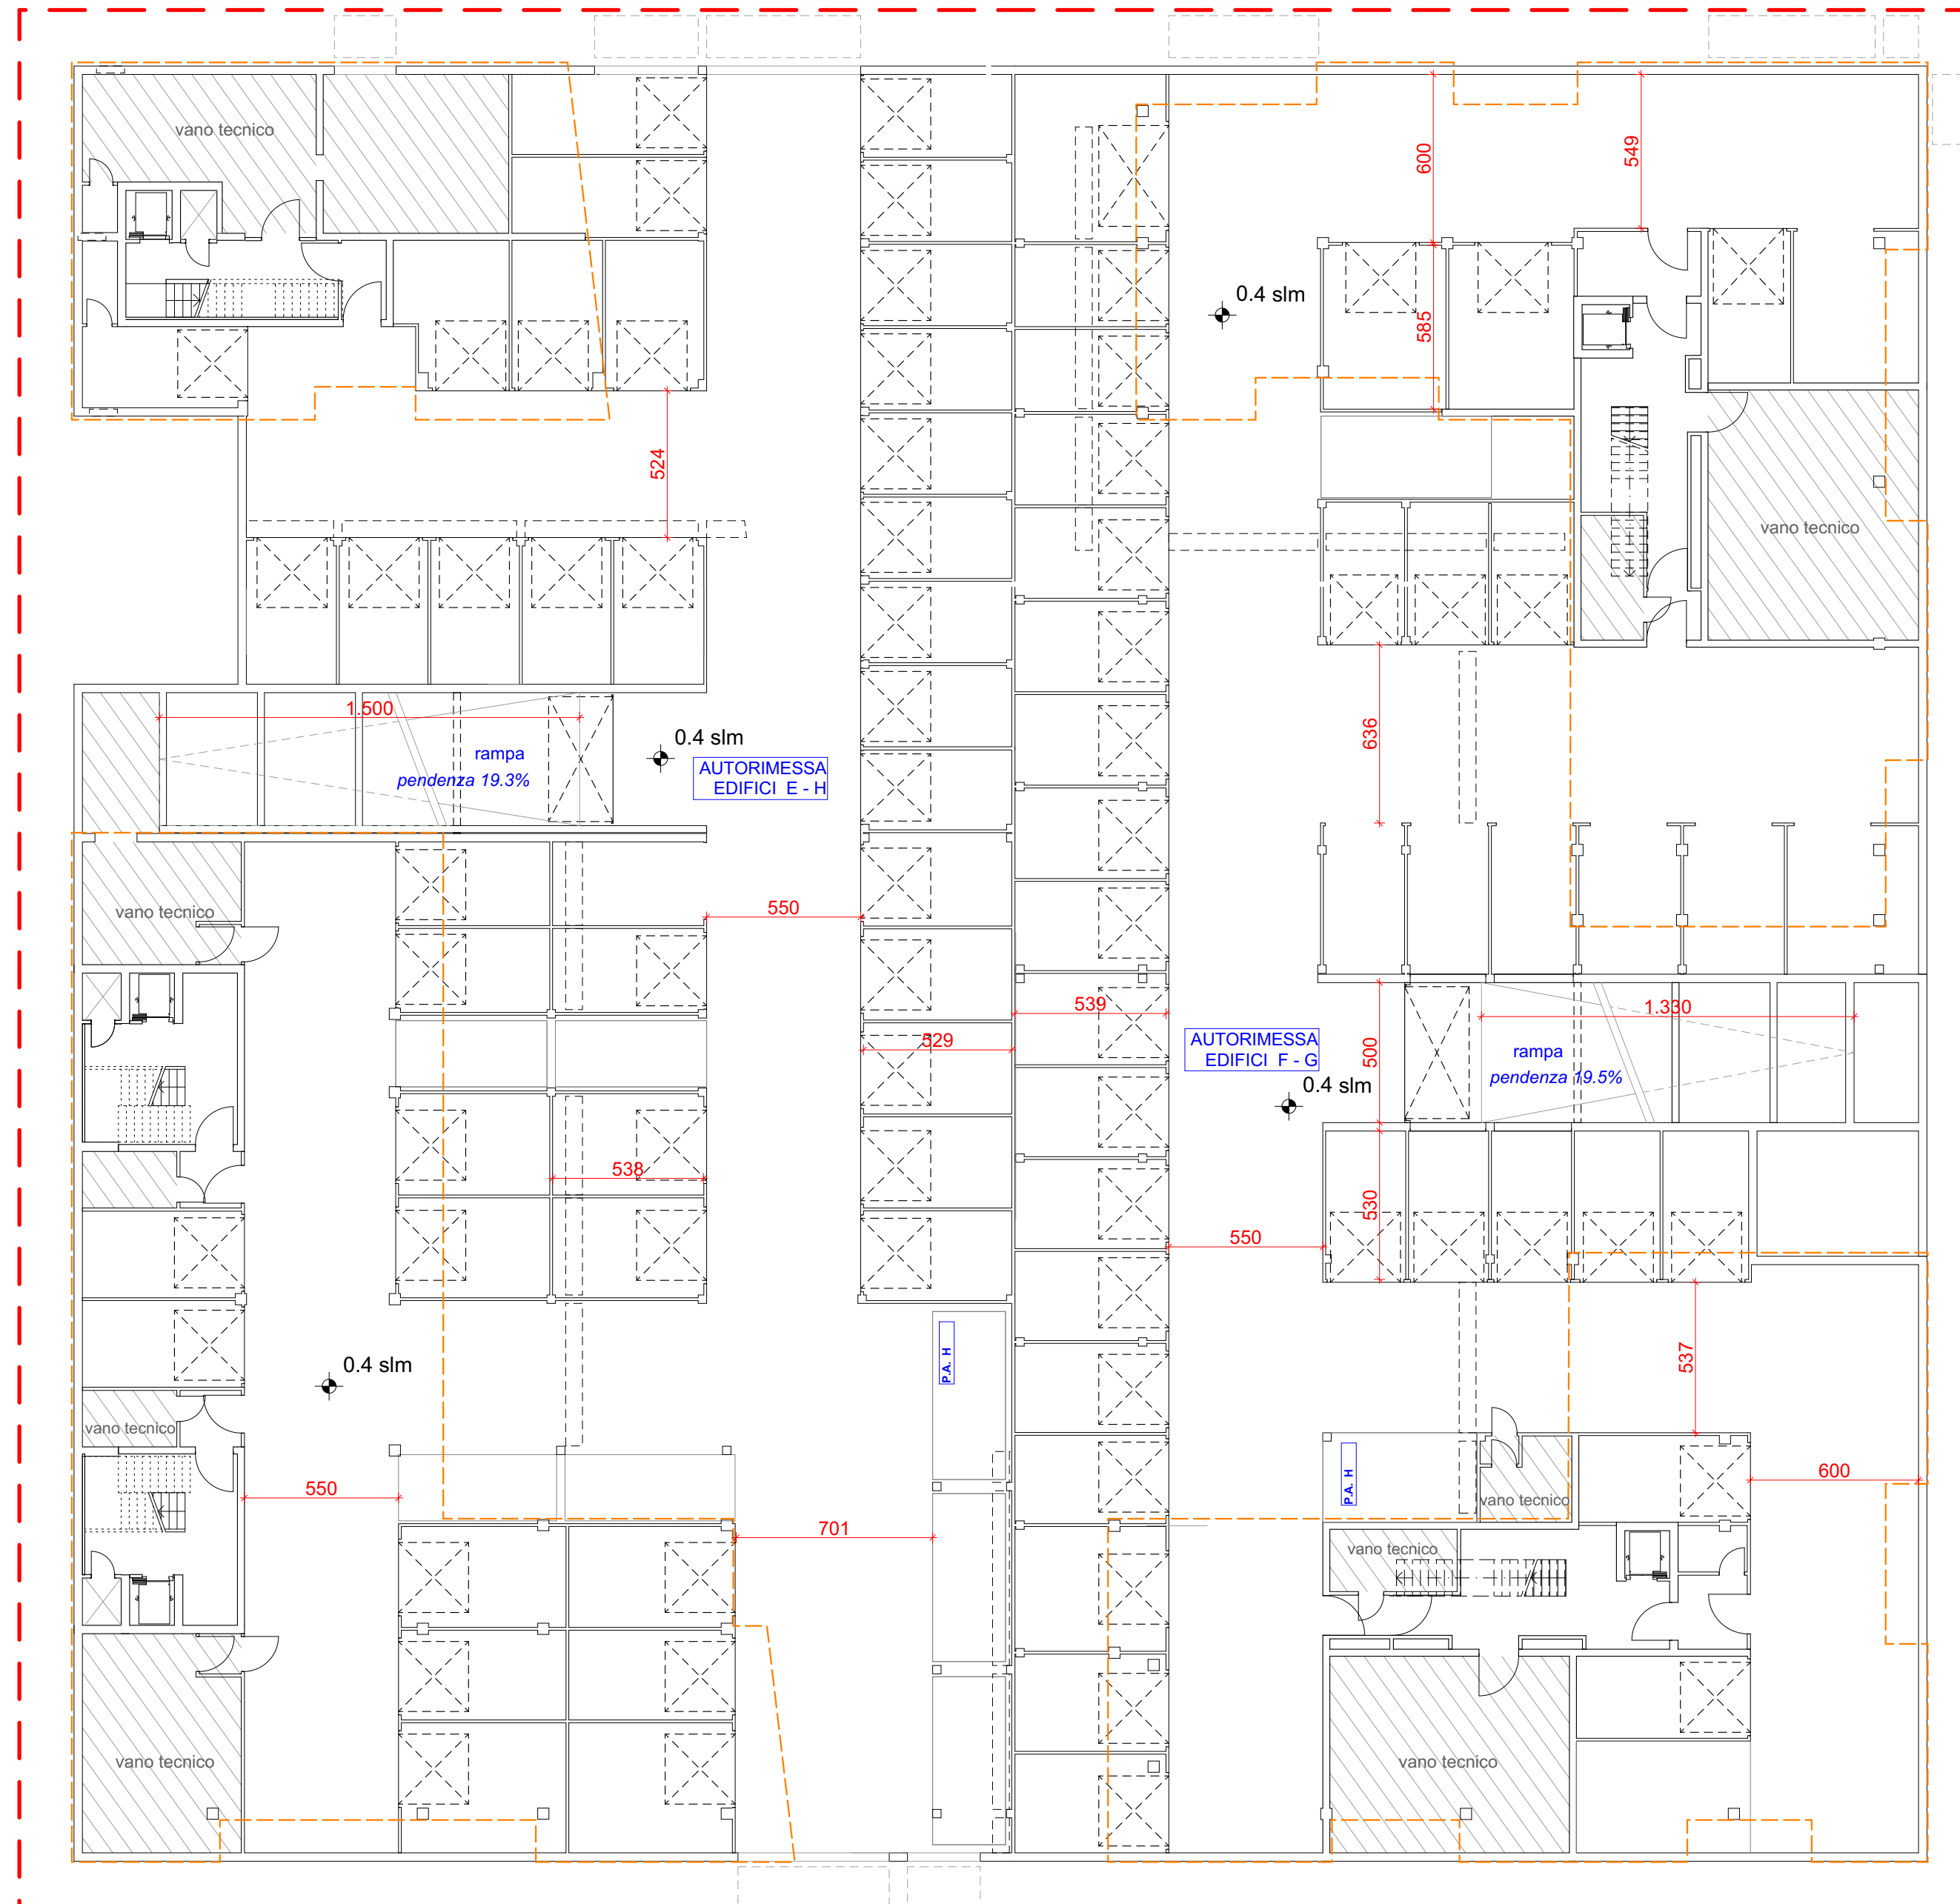 vano tecnico
600
549
0.4 slm
585
524
vano tecnico
1.500
rampa
pendenza 19.3%
0.4 slm
AUTORIMESSA
EDIFICI E - H
636
vano tecnico
550
539
529
AUTORIMESSA
EDIFICI F - G
0.4 slm
500
1.330
rampa
pendenza 19.5%
538
530
550
0.4 slm
P.A. H
537
vano tecnico
550
701
P.A. H
vano tecnico
600
vano tecnico
vano tecnico
vano tecnico